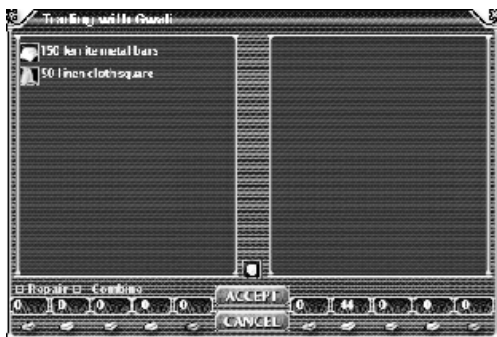 Trading with Gwali
150 ferrite metal bars
50 linen cloth square
Repair Combine
ACCEPT
0 0 0 0 0 0 44 0 0 0
CANCEL